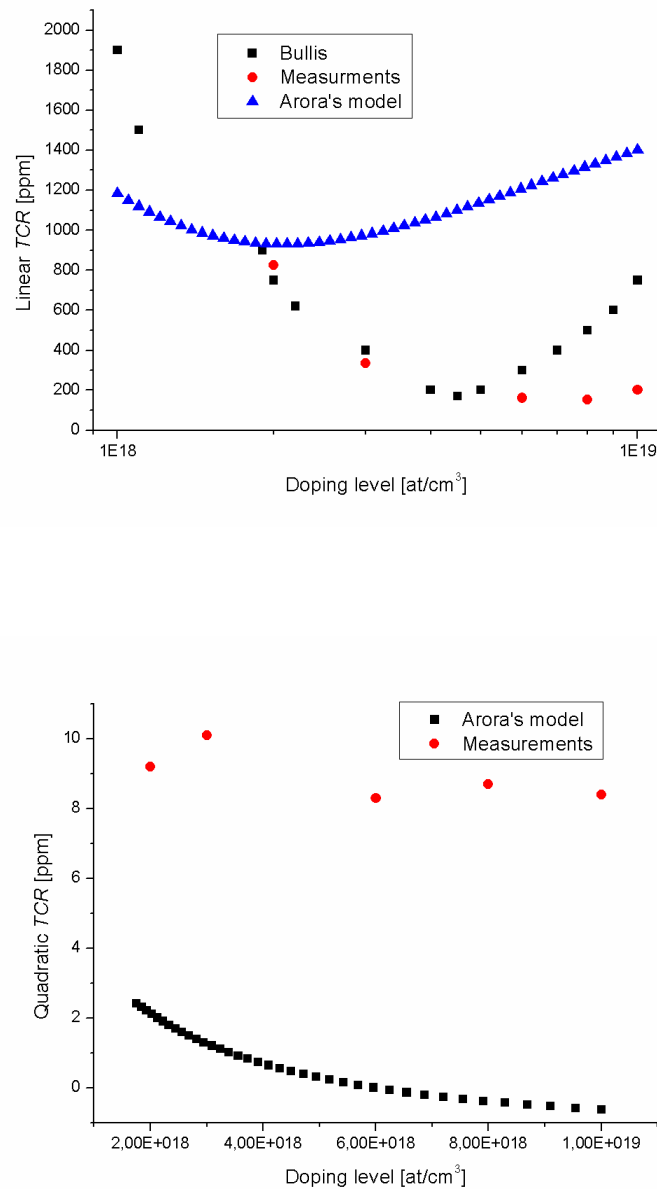 2000
1800
1600
1400
1200
1000
800
600
400
200
0
Linear TCR [ppm]
Bullis
Measurments
Arora's model
1E18
1E19
Doping level [at/cm³]
10
8
6
4
2
0
Quadratic TCR [ppm]
Arora's model
Measurements
2,00E+018
4,00E+018
6,00E+018
8,00E+018
1,00E+019
Doping level [at/cm³]